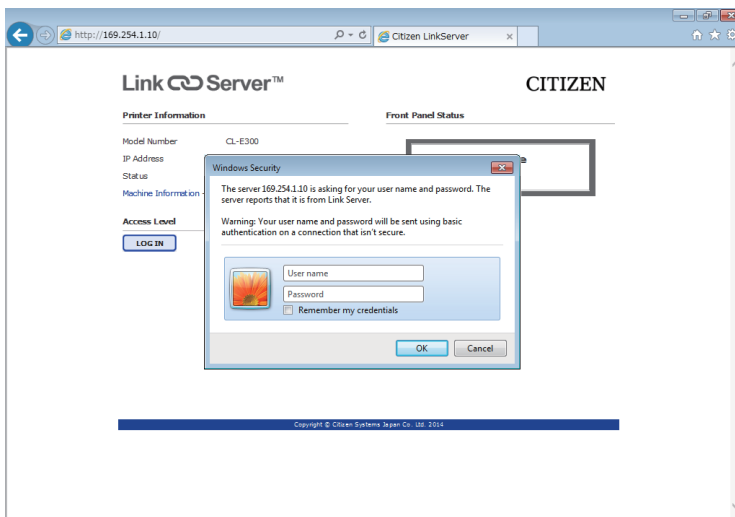 http://169.254.1.10/
Citizen LinkServer
Link Server™
CITIZEN
Printer Information
Front Panel Status
Model Number CL-E300
IP Address
Status
Machine Information
Access Level
LOG IN
Windows Security
The server 169.254.1.10 is asking for your user name and password. The
server reports that it is from Link Server.
Warning: Your user name and password will be sent using basic
authentication on a connection that isn't secure.
User name
Password
Remember my credentials
OK Cancel
Copyright © Citizen Systems Japan Co. Ltd. 2014